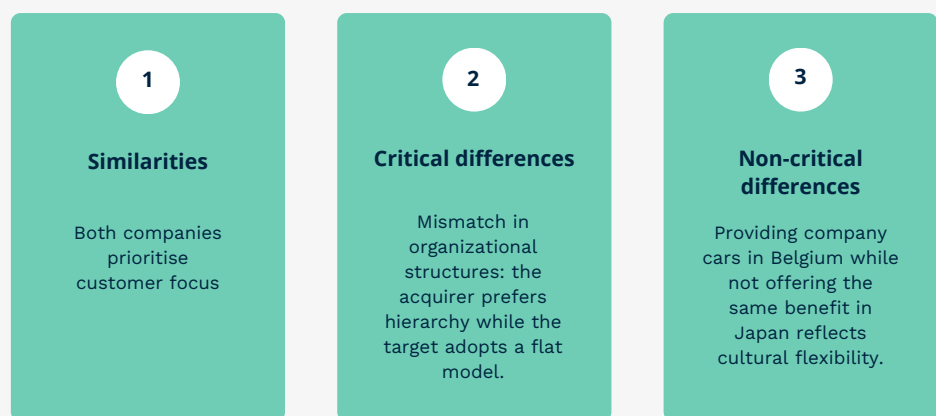 1
Similarities
Both companies
prioritise
customer focus
2
Critical differences
Mismatch in
organizational
structures: the
acquirer prefers
hierarchy while the
target adopts a flat
model.
3
Non-critical
differences
Providing company
cars in Belgium while
not offering the
same benefit in
Japan reflects
cultural flexibility.